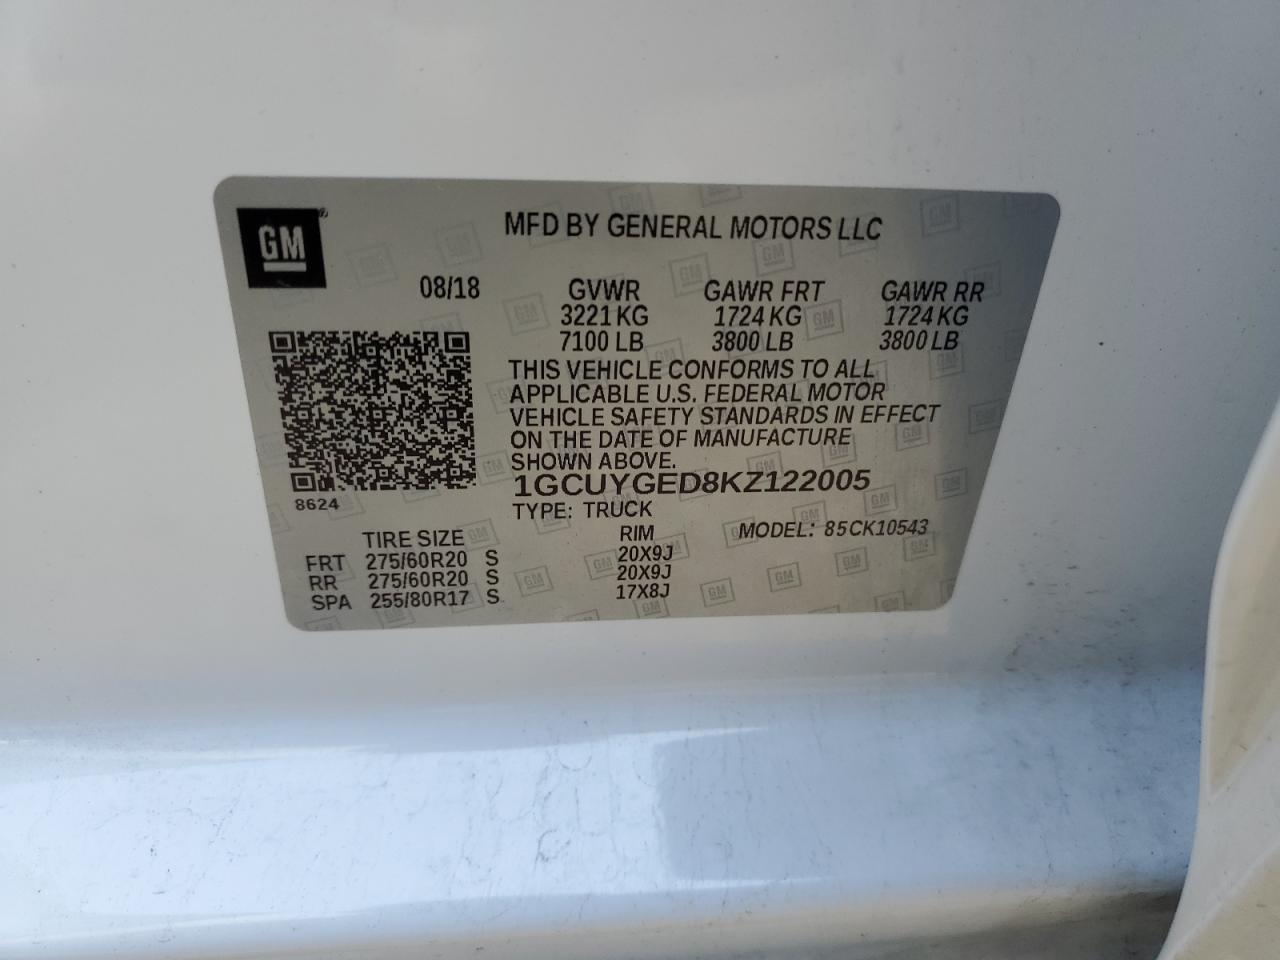 GM
MFD BY GENERAL MOTORS LLC
08/18 GVWR GAWR FRT GAWR RR
3221 KG 1724 KG 1724 KG
7100 LB 3800 LB 3800 LB
THIS VEHICLE CONFORMS TO ALL
APPLICABLE U.S. FEDERAL MOTOR
VEHICLE SAFETY STANDARDS IN EFFECT
ON THE DATE OF MANUFACTURE
SHOWN ABOVE.
1GCUYGED8KZ122005
8624
TYPE: TRUCK
TIRE SIZE RIM MODEL: 85CK10543
FRT 275/60R20 S 20X9J
RR 275/60R20 S 20X9J
SPA 255/80R17 S 17X8J